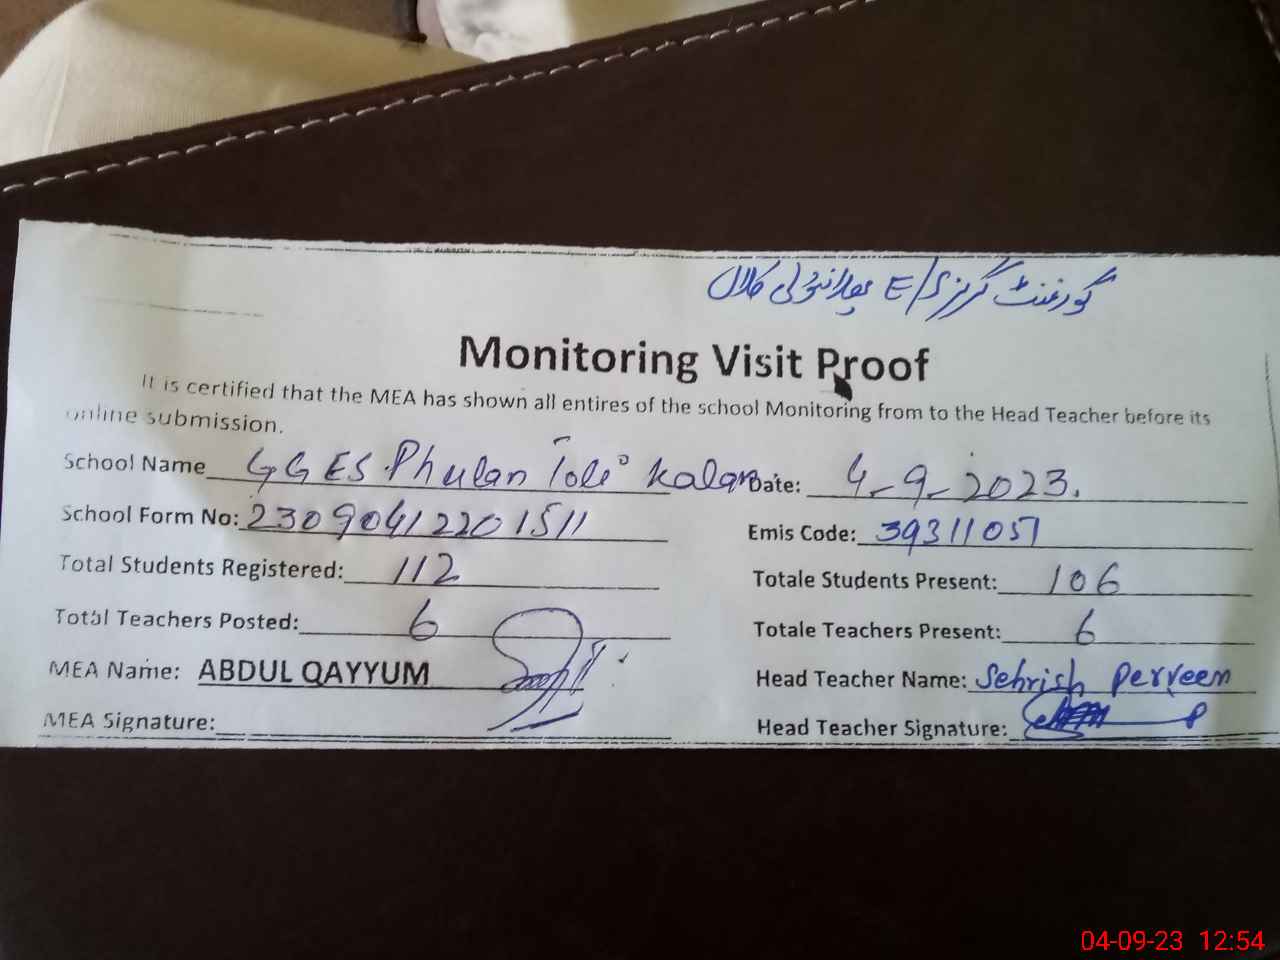 گورنمنٹ گرلز E/S پھلانتولی کلاں
Monitoring Visit Proof
It is certified that the MEA has shown all entires of the school Monitoring from to the Head Teacher before its
online submission.
School Name GGES Phulan Toli Kalan Date: 4-9-2023.
School Form No: 23090412201511 Emis Code: 39311051
Total Students Registered: 112 Totale Students Present: 106
Total Teachers Posted: 6 Totale Teachers Present: 6
MEA Name: ABDUL QAYYUM Head Teacher Name: Sehrish Perveen
MEA Signature: Head Teacher Signature:
04-09-23 12:54